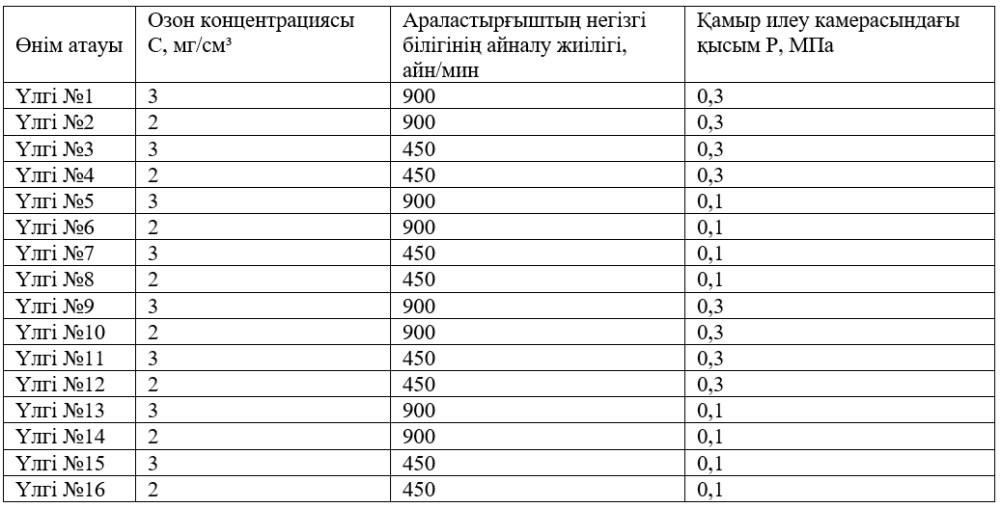 Өнім атауы
Озон концентрациясы
С, мг/см³
Араластырғыштың негізгі
білігінің айналу жиілігі,
айн/мин
Қамыр илеу камерасындағы
қысым Р, МПа
Үлгі №1 3 900 0,3
Үлгі №2 2 900 0,3
Үлгі №3 3 450 0,3
Үлгі №4 2 450 0,3
Үлгі №5 3 900 0,1
Үлгі №6 2 900 0,1
Үлгі №7 3 450 0,1
Үлгі №8 2 450 0,1
Үлгі №9 3 900 0,3
Үлгі №10 2 900 0,3
Үлгі №11 3 450 0,3
Үлгі №12 2 450 0,3
Үлгі №13 3 900 0,1
Үлгі №14 2 900 0,1
Үлгі №15 3 450 0,1
Үлгі №16 2 450 0,1